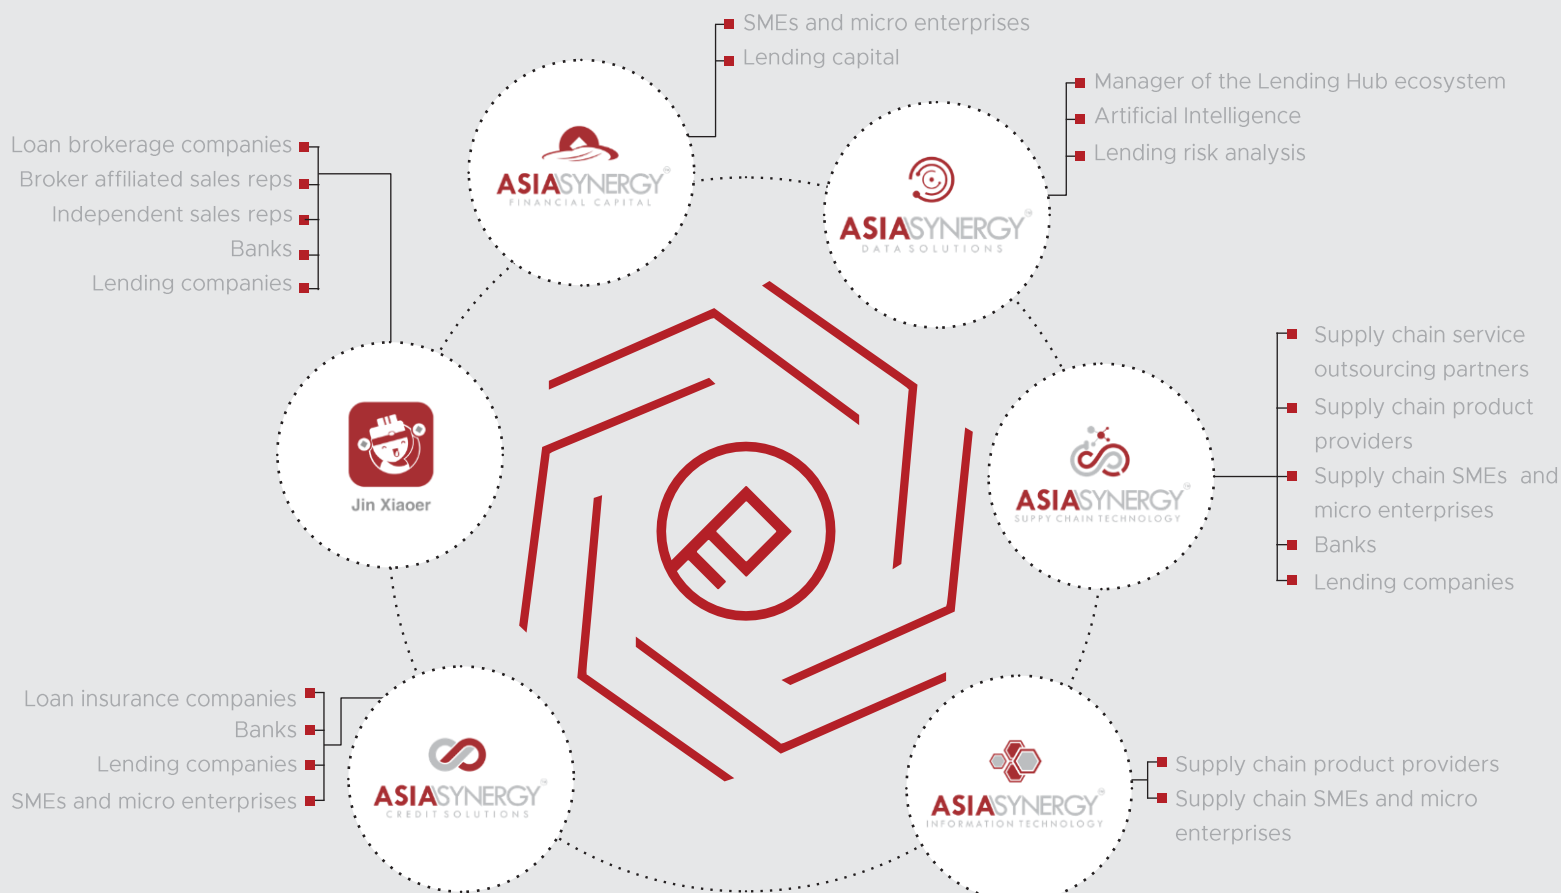 SMEs and micro enterprises
Lending capital
ASIASYNERGY
FINANCIAL CAPITAL
Manager of the Lending Hub ecosystem
Artificial Intelligence
Lending risk analysis
ASIASYNERGY
DATA SOLUTIONS
Loan brokerage companies
Broker affiliated sales reps
Independent sales reps
Banks
Lending companies
Jin Xiaoer
Supply chain service
outsourcing partners
Supply chain product
providers
Supply chain SMEs and
micro enterprises
Banks
Lending companies
ASIASYNERGY
SUPPY CHAIN TECHNOLOGY
Loan insurance companies
Banks
Lending companies
SMEs and micro enterprises
ASIASYNERGY
CREDIT SOLUTIONS
ASIASYNERGY
INFORMATION TECHNOLOGY
Supply chain product providers
Supply chain SMEs and micro
enterprises